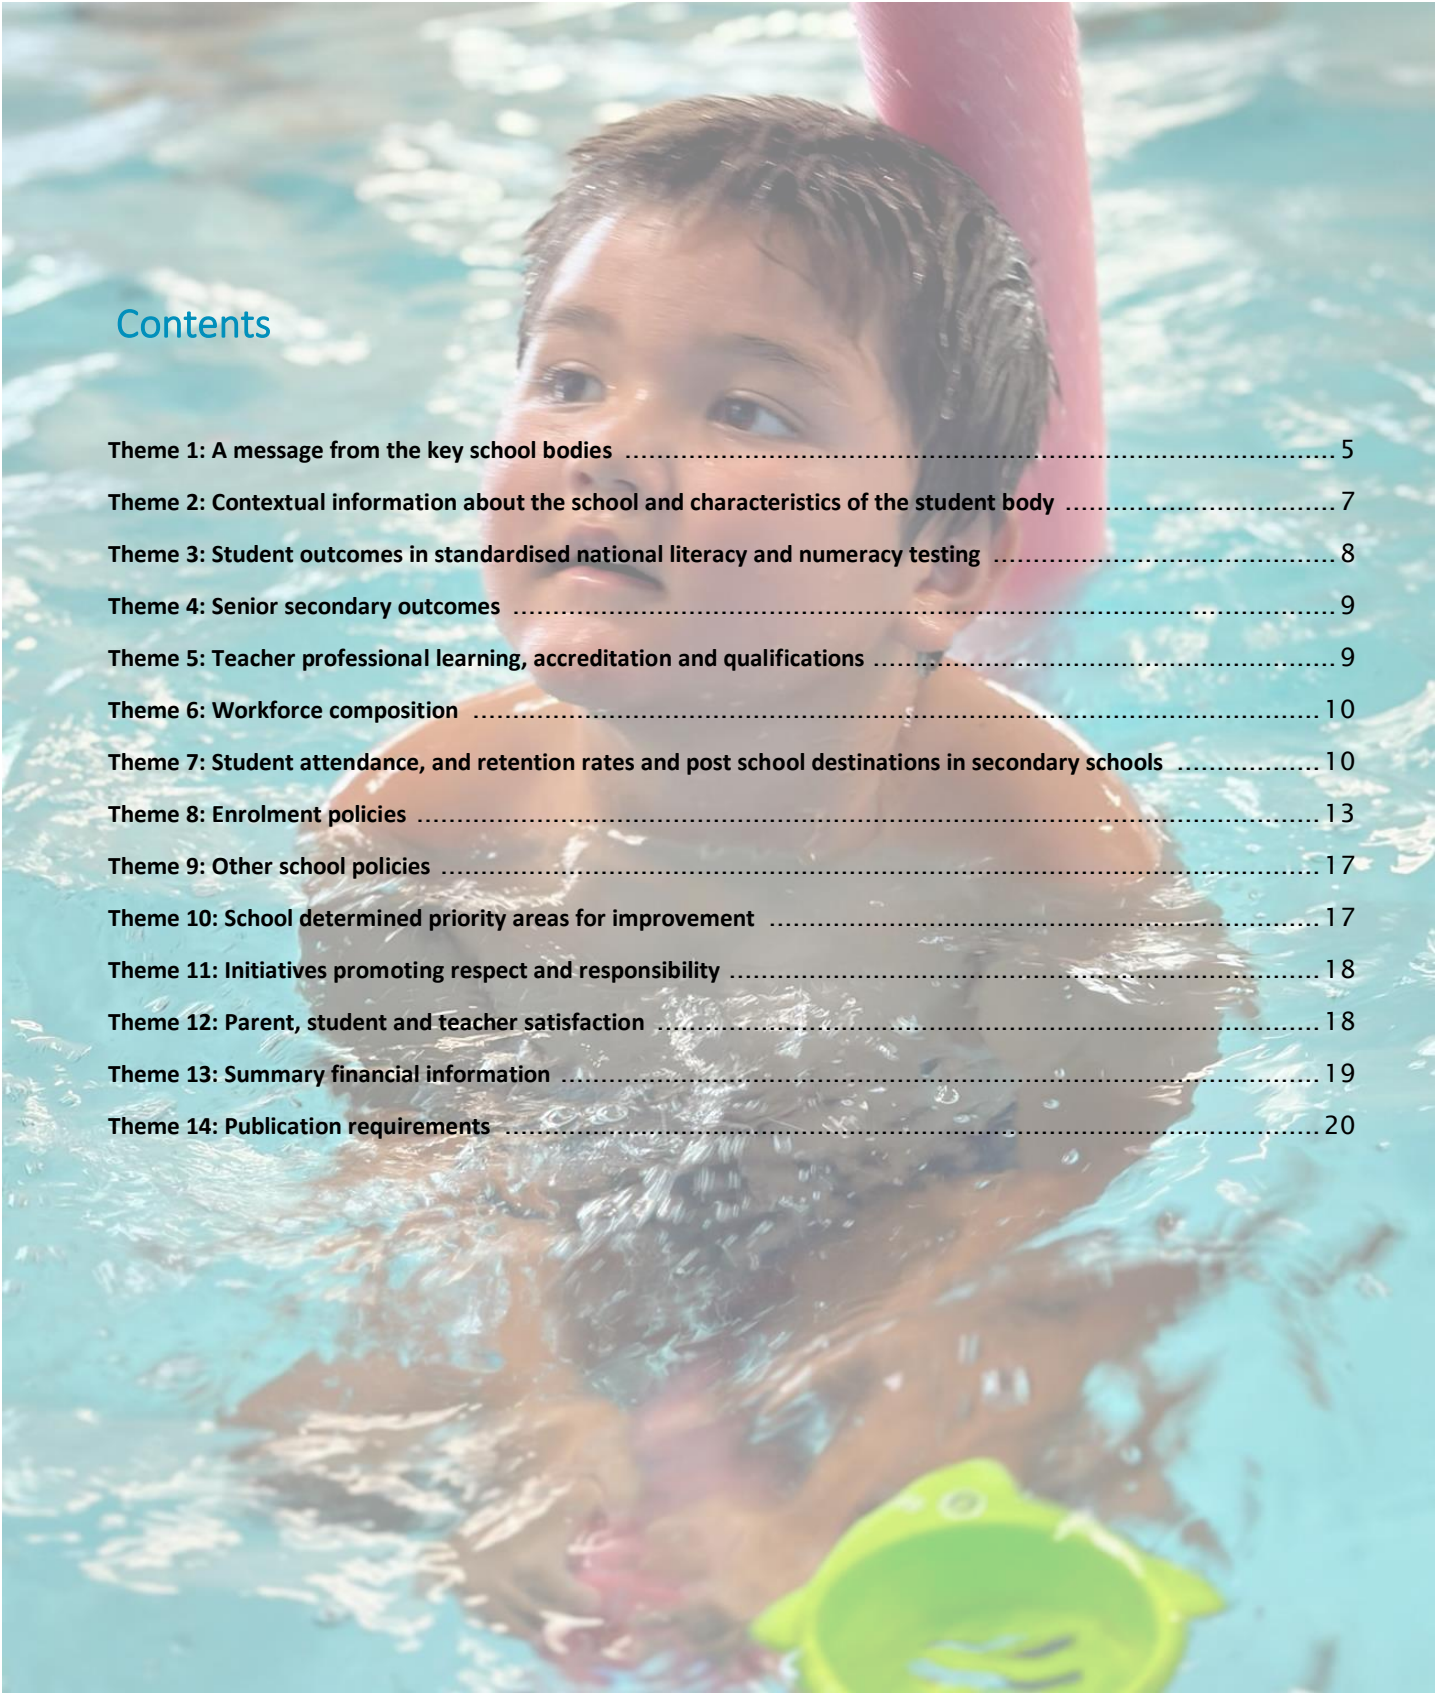 Contents
Theme 1: A message from the key school bodies ........................................................................................ 5
Theme 2: Contextual information about the school and characteristics of the student body .................................. 7
Theme 3: Student outcomes in standardised national literacy and numeracy testing ........................................... 8
Theme 4: Senior secondary outcomes ....................................................................................................... 9
Theme 5: Teacher professional learning, accreditation and qualifications .......................................................... 9
Theme 6: Workforce composition .......................................................................................................... 10
Theme 7: Student attendance, and retention rates and post school destinations in secondary schools .................. 10
Theme 8: Enrolment policies ................................................................................................................. 13
Theme 9: Other school policies .............................................................................................................. 17
Theme 10: School determined priority areas for improvement ..................................................................... 17
Theme 11: Initiatives promoting respect and responsibility .......................................................................... 18
Theme 12: Parent, student and teacher satisfaction ................................................................................... 18
Theme 13: Summary financial information ............................................................................................... 19
Theme 14: Publication requirements ...................................................................................................... 20